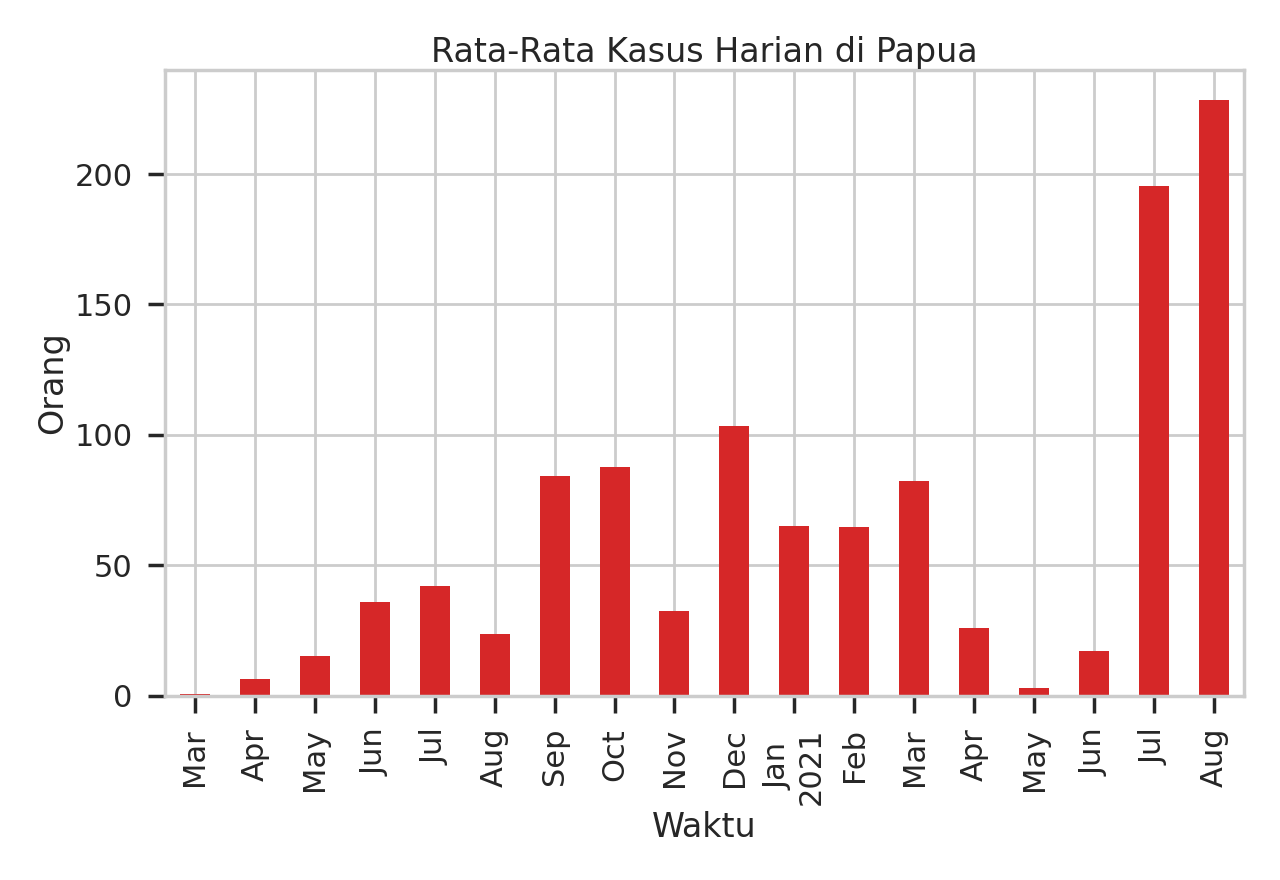 Rata-Rata Kasus Harian di Papua
200
150
100
50
0
Orang
Mar
Apr
May
Jun
Jul
Aug
Sep
Oct
Nov
Dec
Jan
2021
Feb
Mar
Apr
May
Jun
Jul
Aug
Waktu